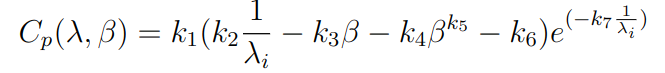 C_p(λ, β) = k_1(k_2 \frac{1}{λ_i} − k_3β − k_4β^{k_5} − k_6)e^{(−k_7 \frac{1}{λ_i})}